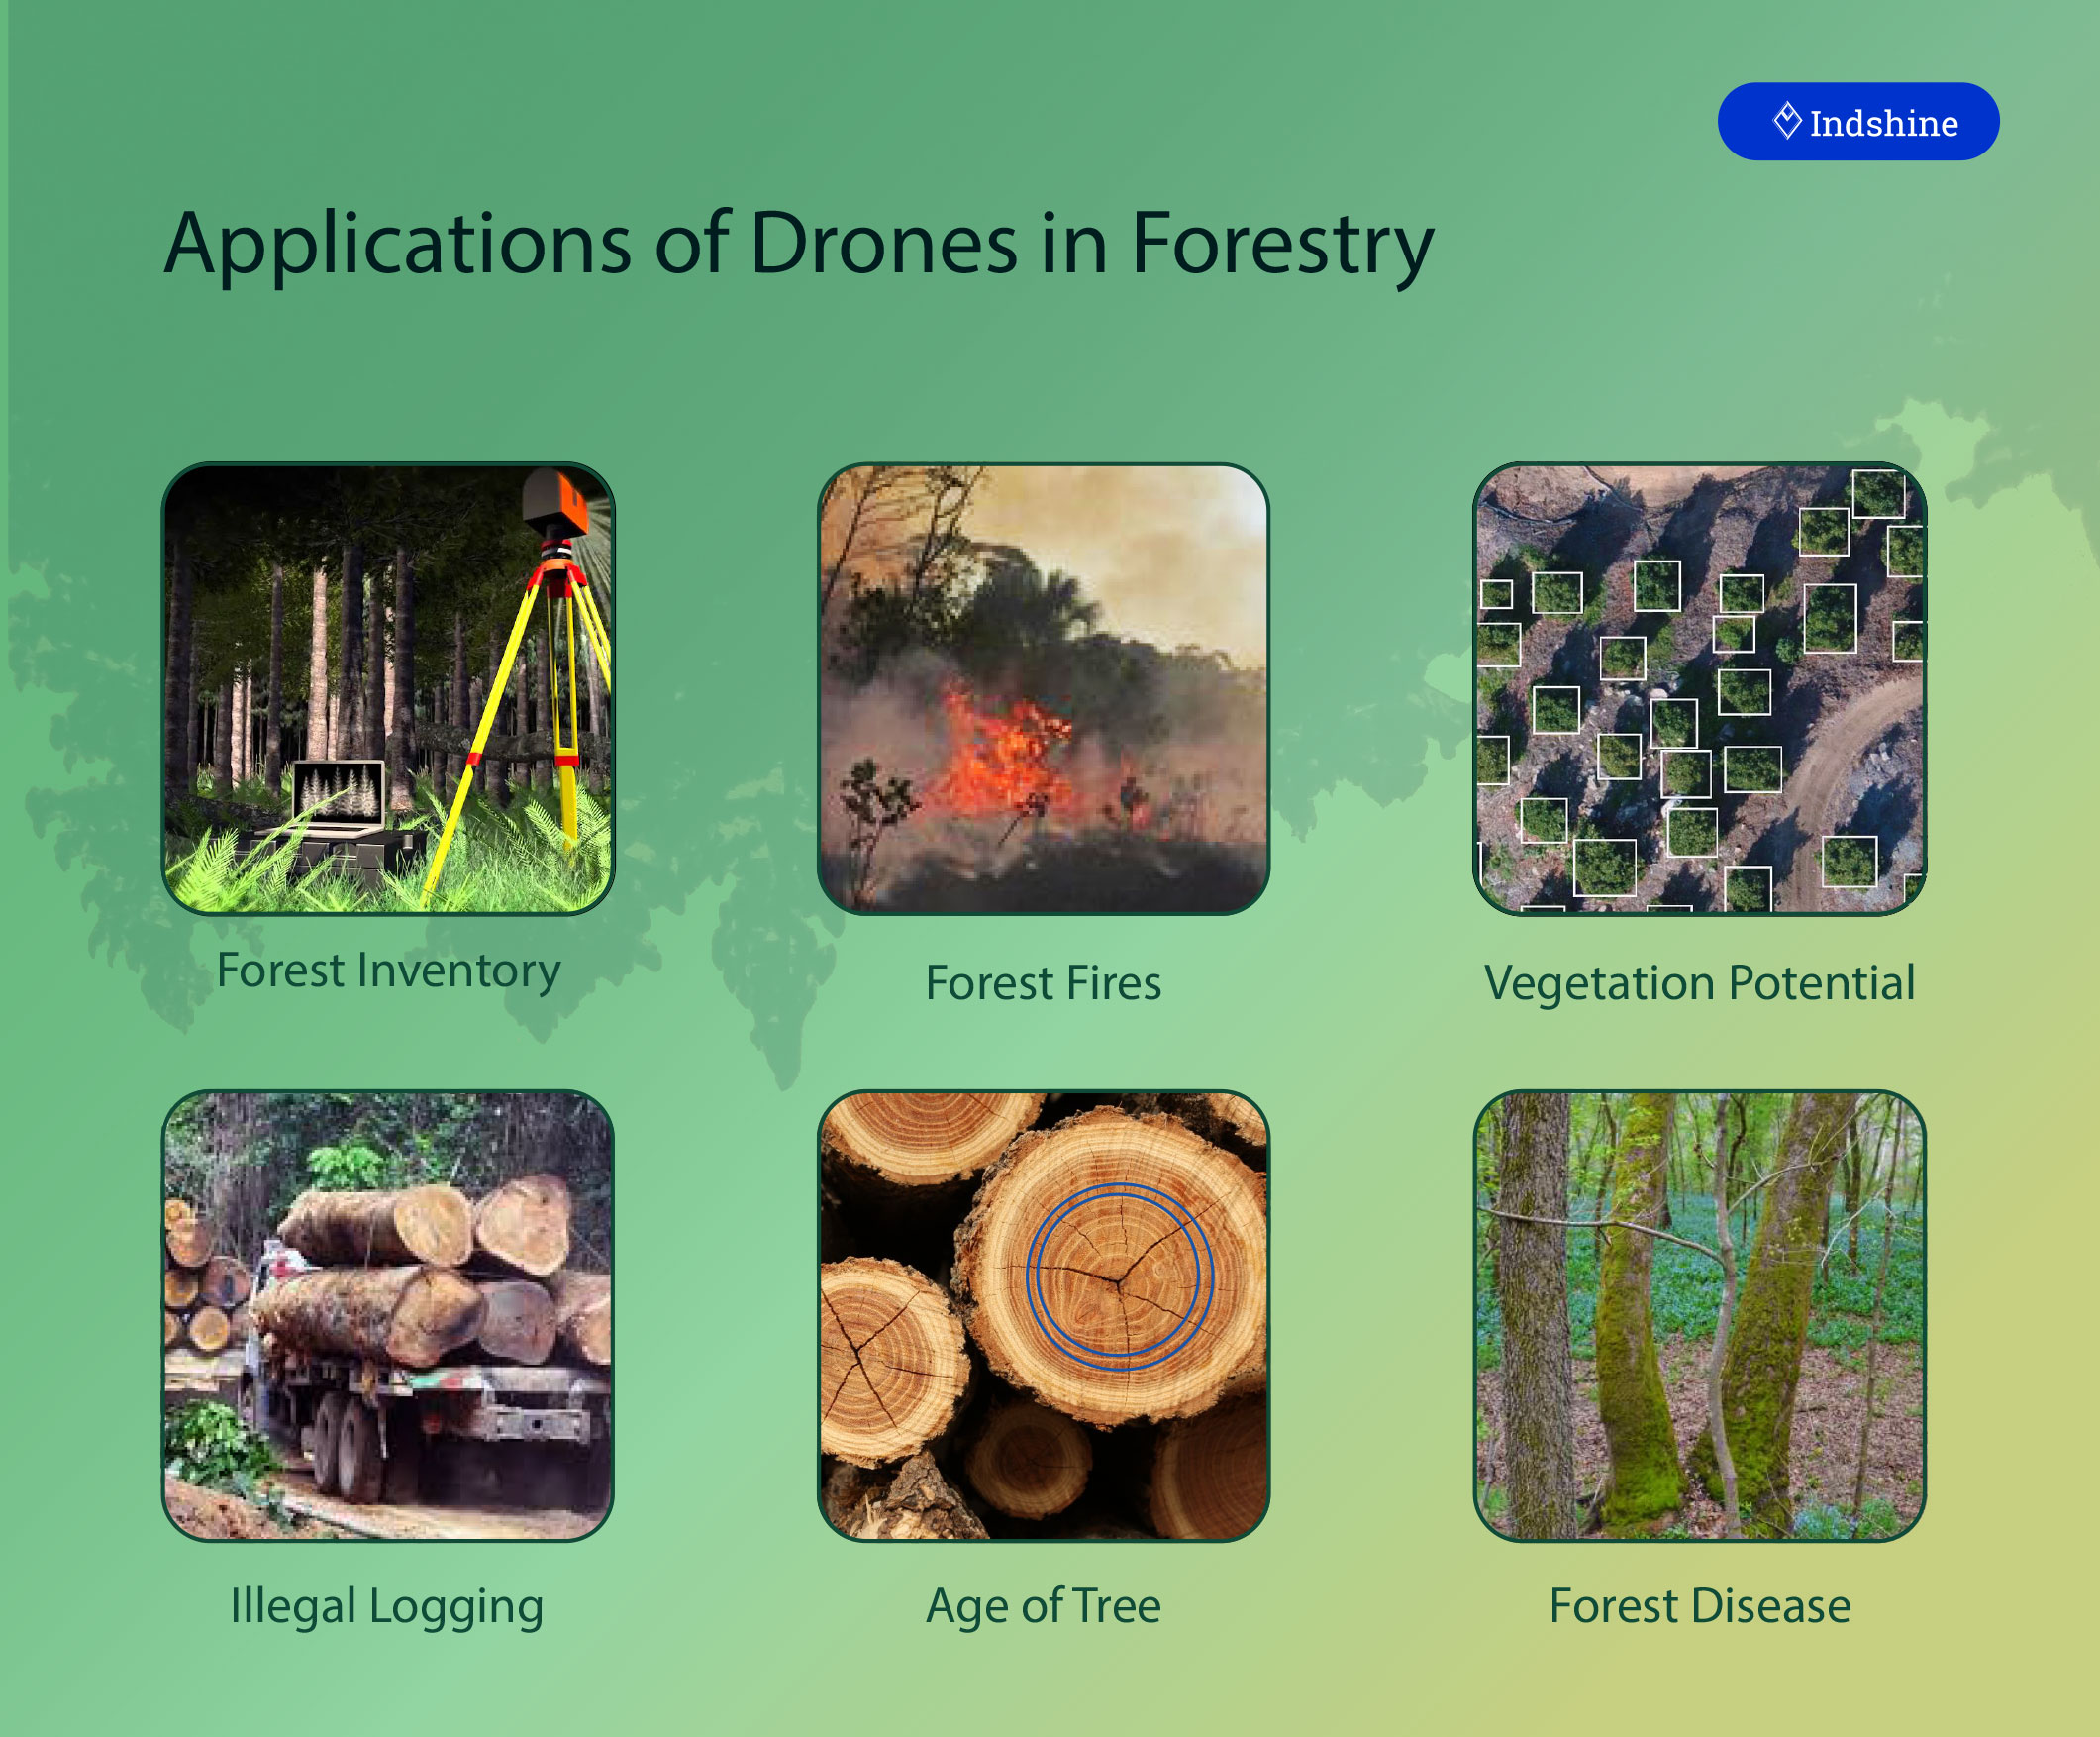 Indshine
Applications of Drones in Forestry
Forest Inventory
Forest Fires
Vegetation Potential
Illegal Logging
Age of Tree
Forest Disease